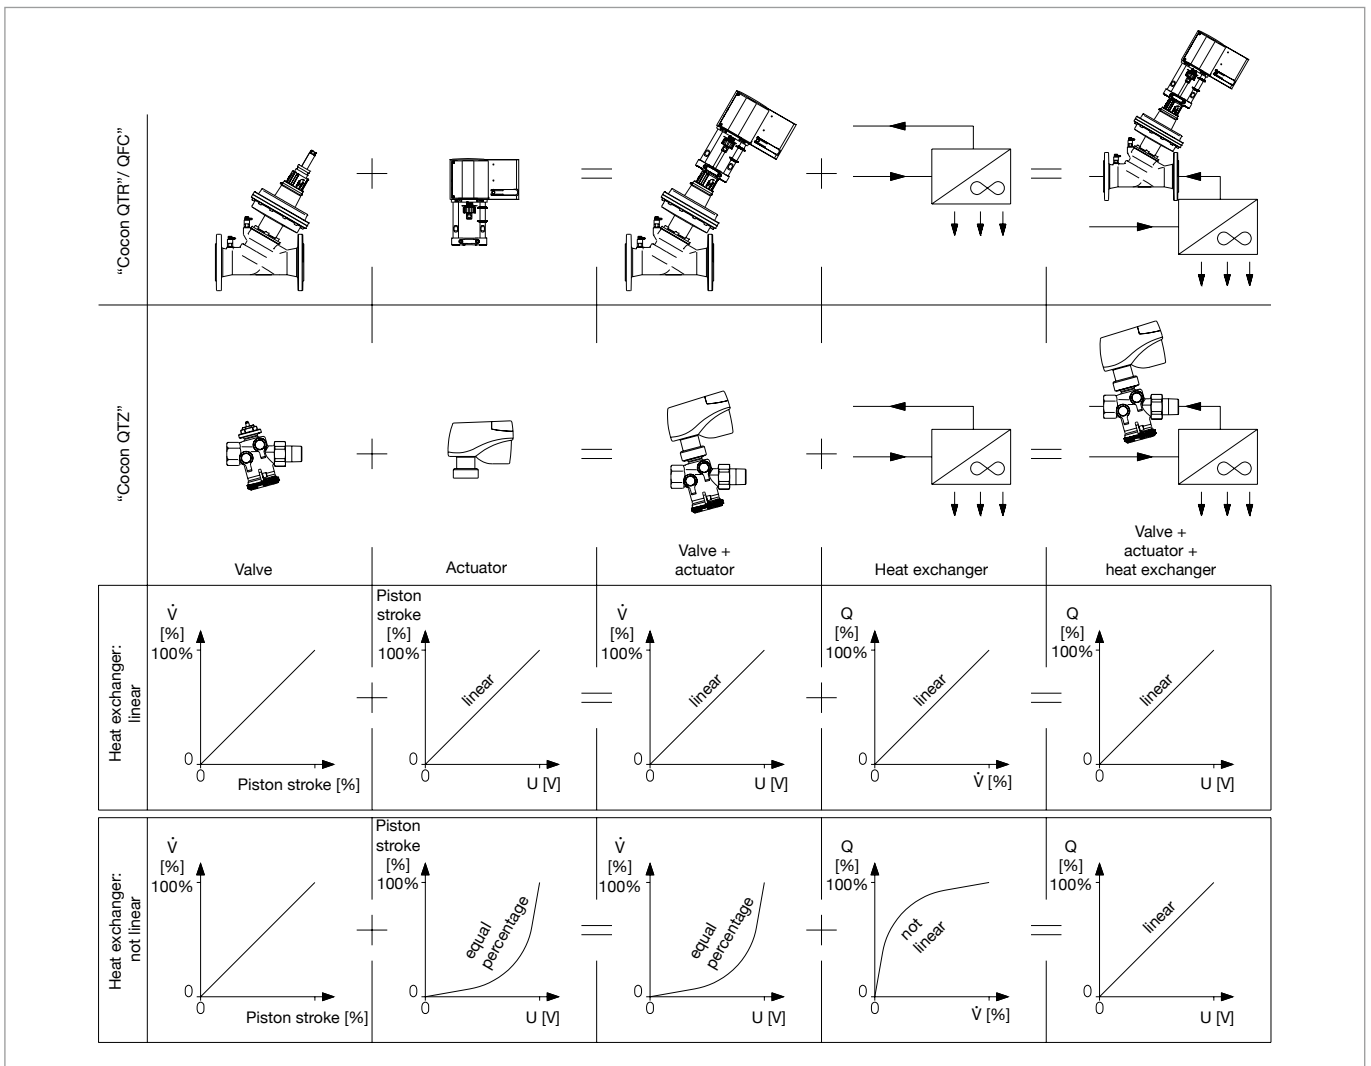 "Cocon QTR"/ QFC"
"Cocon QTZ"
Valve
Actuator
Valve +
actuator
Heat exchanger
Valve +
actuator +
heat exchanger
Heat exchanger:
linear
V̇
[%]
100%
0
0
Piston stroke [%]
Piston
stroke
[%]
100%
linear
0
0
U [V]
V̇
[%]
100%
linear
0
0
U [V]
Q
[%]
100%
linear
0
0
V̇ [%]
Q
[%]
100%
linear
0
0
U [V]
Heat exchanger:
not linear
V̇
[%]
100%
0
0
Piston stroke [%]
Piston
stroke
[%]
100%
equal
percentage
0
0
U [V]
V̇
[%]
100%
equal
percentage
0
0
U [V]
Q
[%]
100%
not
linear
0
0
V̇ [%]
Q
[%]
100%
linear
0
0
U [V]